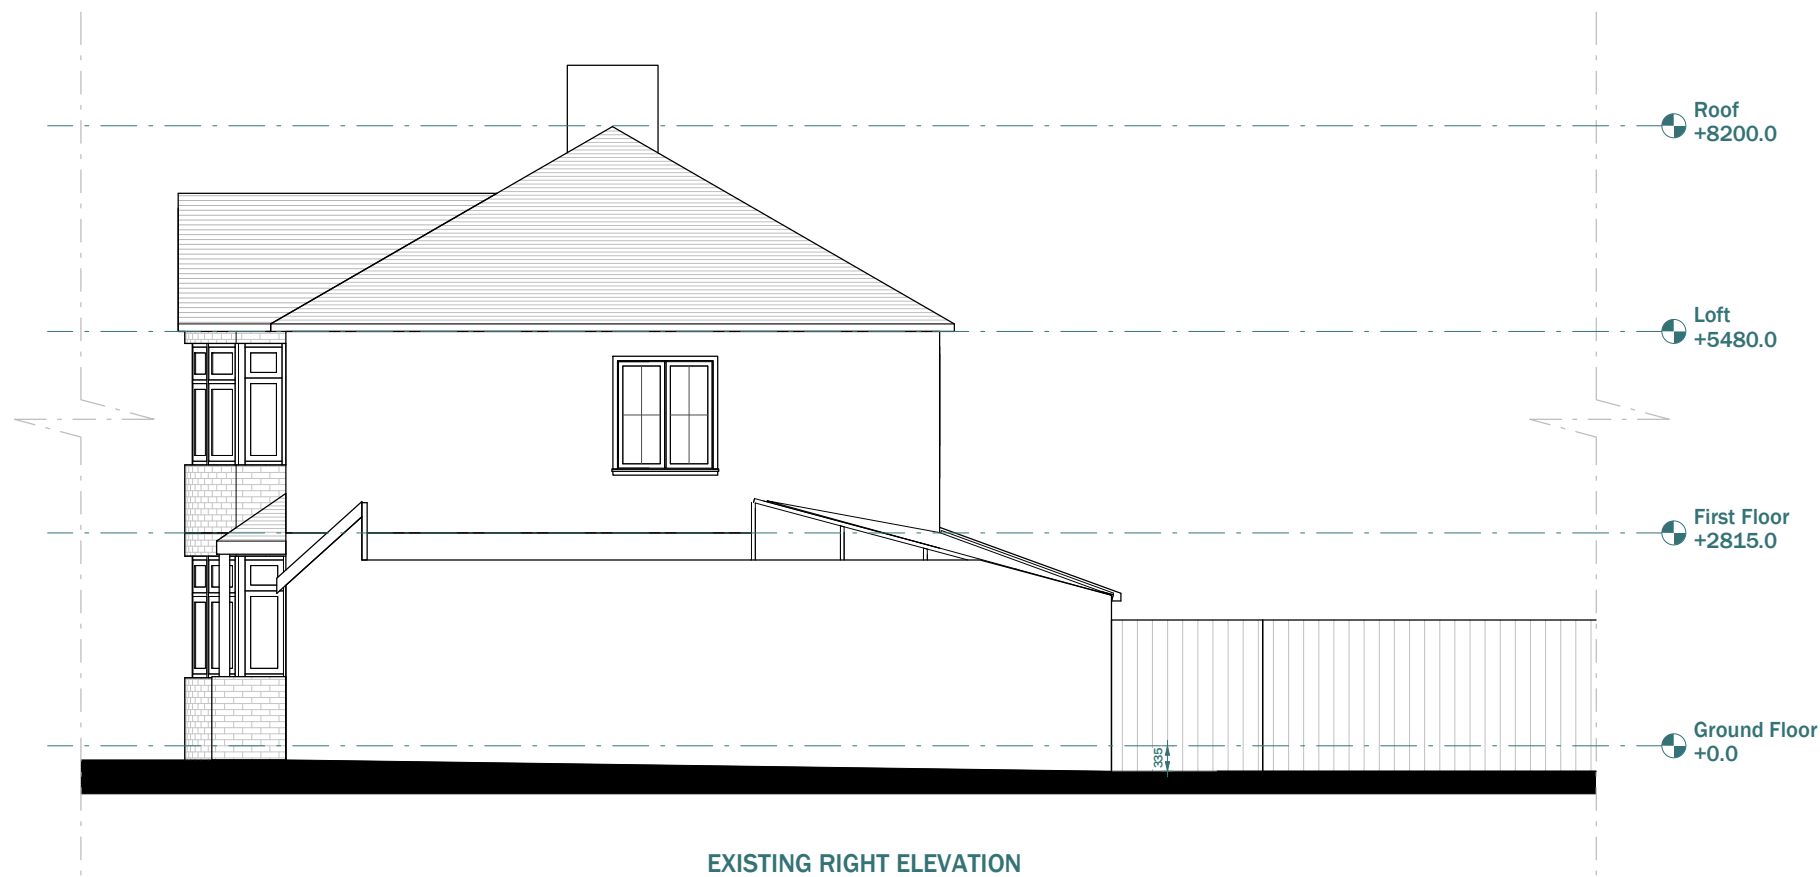 Roof
+8200.0
Loft
+5480.0
First Floor
+2815.0
Ground Floor
+0.0
335
EXISTING RIGHT ELEVATION